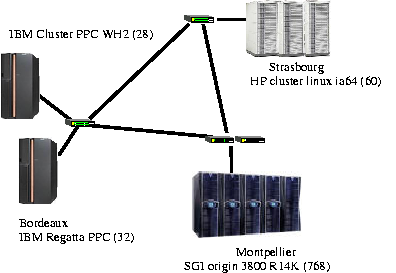 IBM Cluster PPC WH2 (28)
Strasbourg
HP cluster linux ia64 (60)
Bordeaux
IBM Regatta PPC (32)
Montpellier
SGI origin 3800 R14K (768)